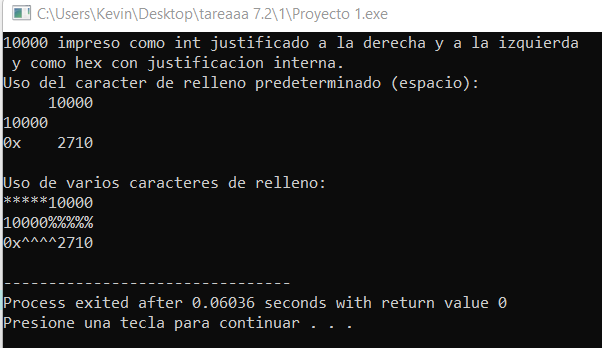 C:\Users\Kevin\Desktop\tareaaa 7.2\1\Proyecto 1.exe
10000 impreso como int justificado a la derecha y a la izquierda
 y como hex con justificacion interna.
Uso del caracter de relleno predeterminado (espacio):
     10000
10000
0x    2710

Uso de varios caracteres de relleno:
*****10000
10000%%%%%
0x^^^^2710

--------------------------------
Process exited after 0.06036 seconds with return value 0
Presione una tecla para continuar . . .